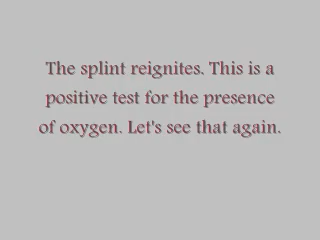 The splint reignites. This is a
positive test for the presence
of oxygen. Let's see that again.